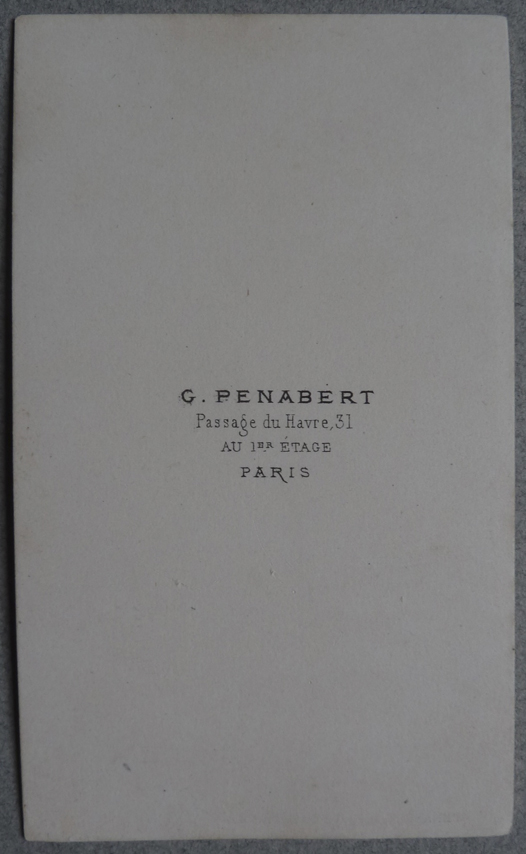 G. PENABERT
Passage du Havre, 31
AU 1ER ÉTAGE
PARIS